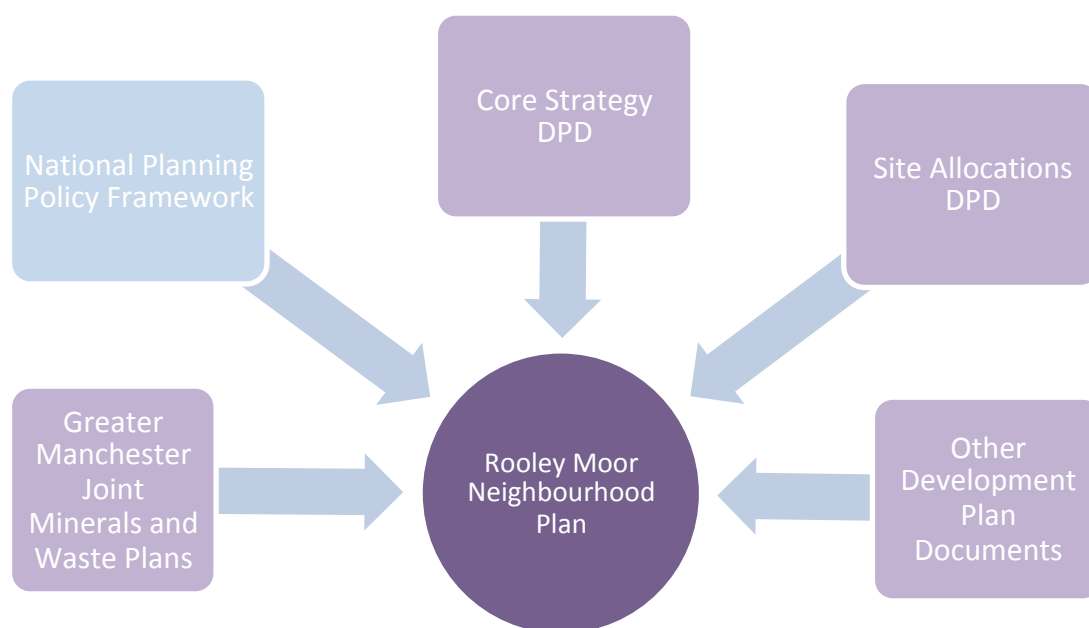 Core Strategy
DPD
National Planning
Policy Framework
Site Allocations
DPD
Greater
Manchester
Joint
Minerals and
Waste Plans
Rooley Moor
Neighbourhood
Plan
Other
Development
Plan
Documents